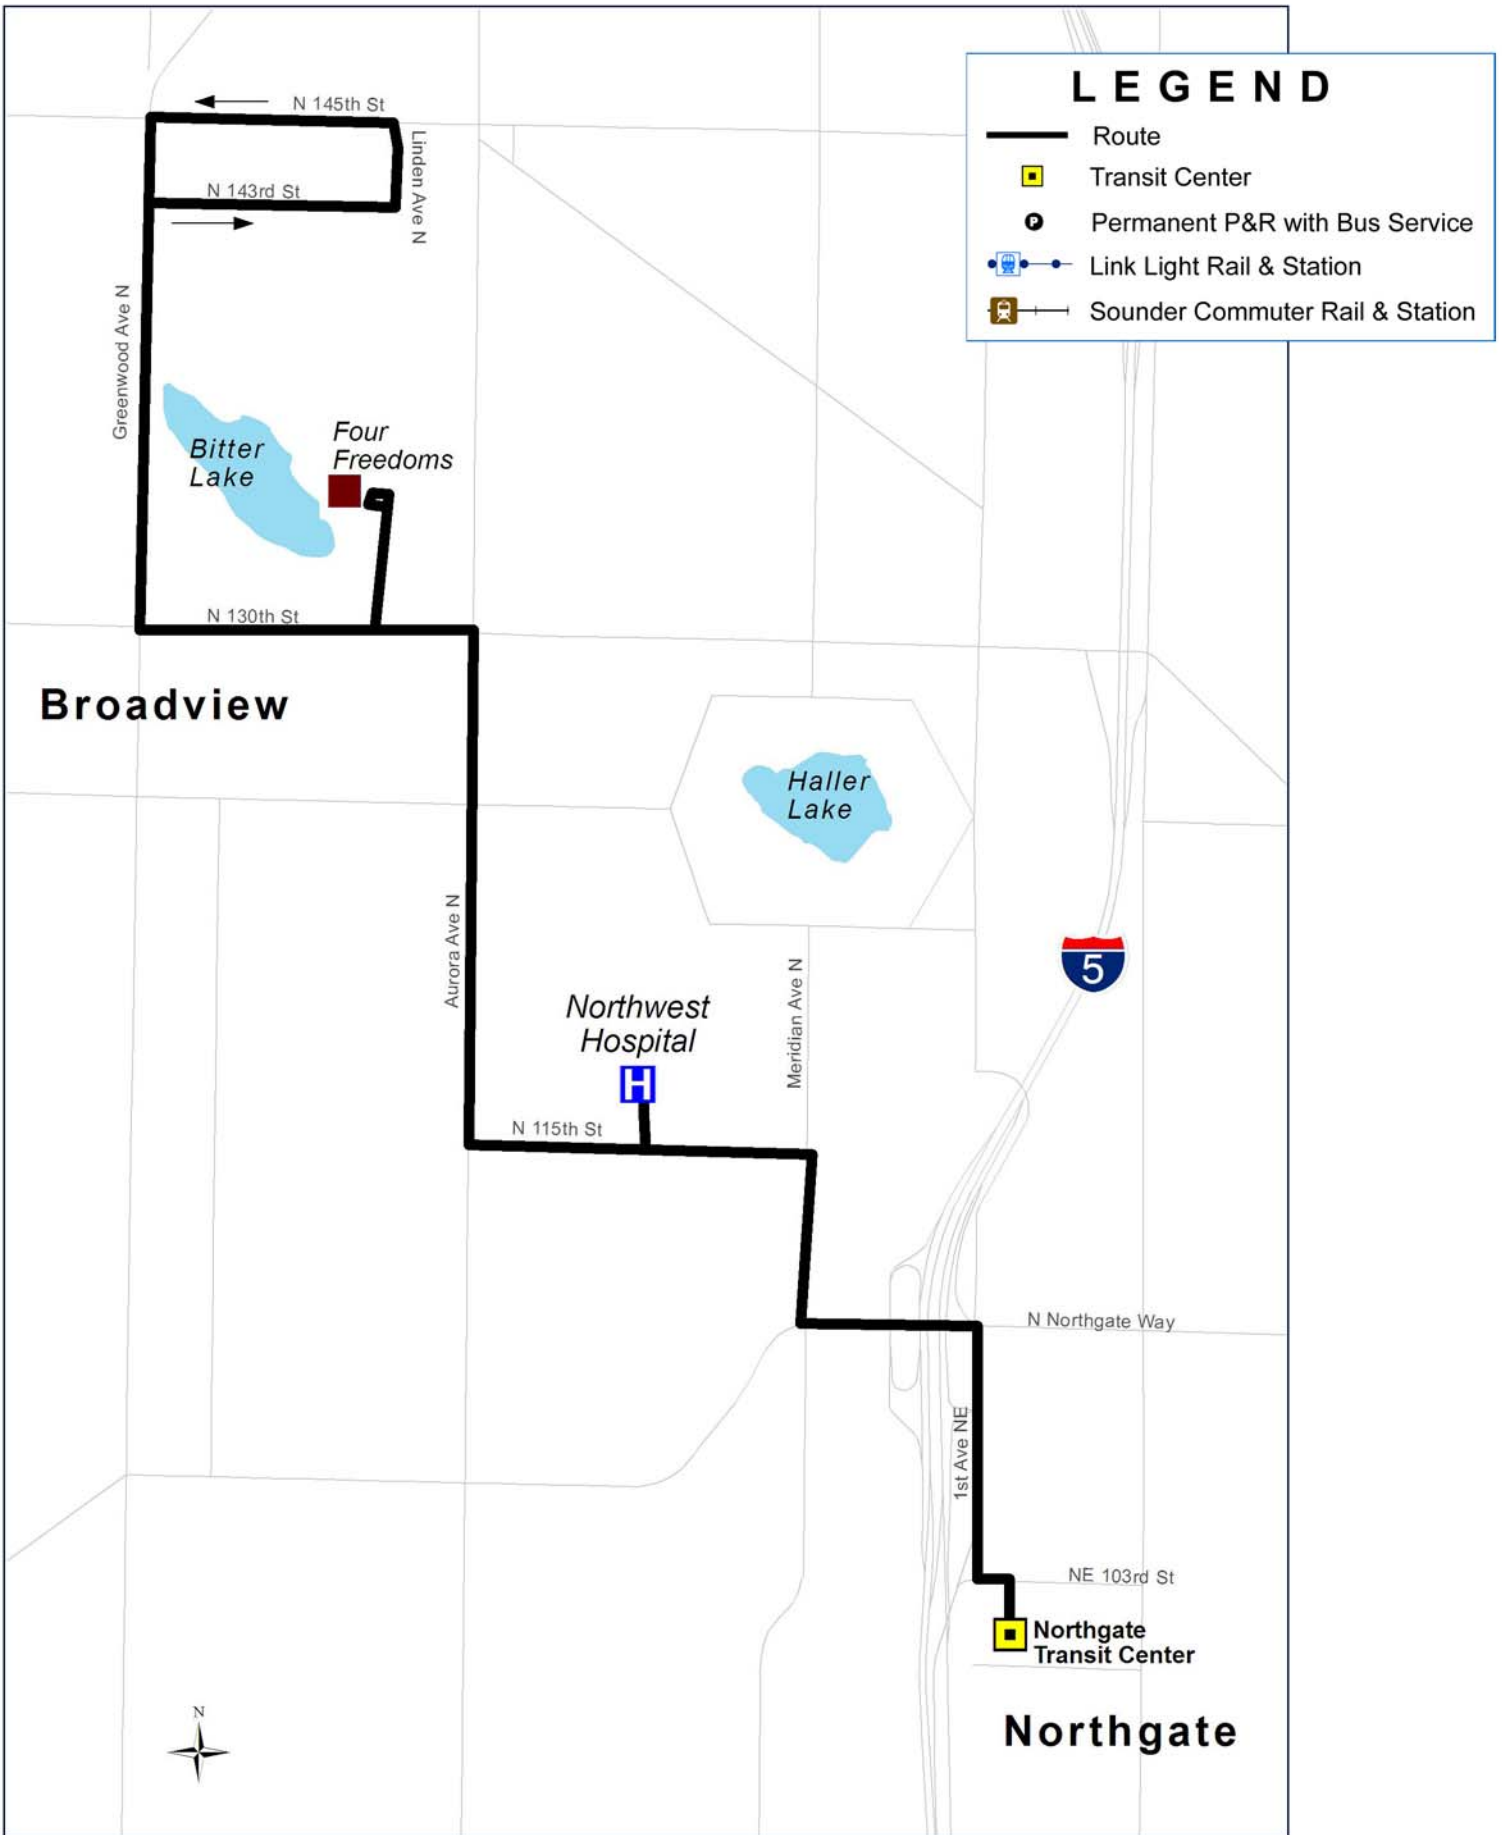 LEGEND
Route
Transit Center
P
Permanent P&R with Bus Service
Link Light Rail & Station
Sounder Commuter Rail & Station
N 145th St
Linden Ave N
N 143rd St
Greenwood Ave N
Bitter
Lake
Four
Freedoms
N 130th St
Broadview
Haller
Lake
Aurora Ave N
5
Meridian Ave N
Northwest
Hospital
H
N 115th St
N Northgate Way
1st Ave NE
NE 103rd St
Northgate
Transit Center
N
Northgate